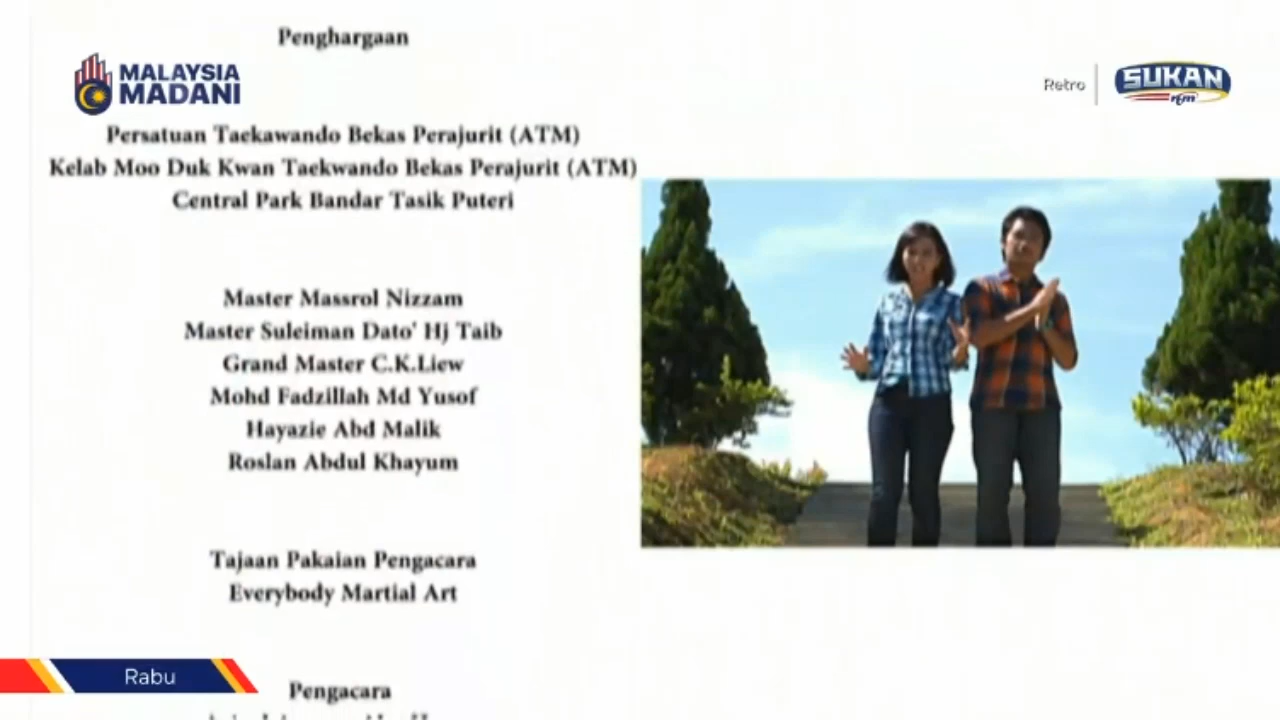 Penghargaan
MALAYSIA
MADANI
Retro
SUKAN
rtm
Persatuan Taekawando Bekas Perajurit (ATM)
Kelab Moo Duk Kwan Taekwando Bekas Perajurit (ATM)
Central Park Bandar Tasik Puteri
Master Massrol Nizzam
Master Suleiman Dato' Hj Taib
Grand Master C.K.Liew
Mohd Fadzillah Md Yusof
Hayazie Abd Malik
Roslan Abdul Khayum
Tajaan Pakaian Pengacara
Everybody Martial Art
Rabu
Pengacara